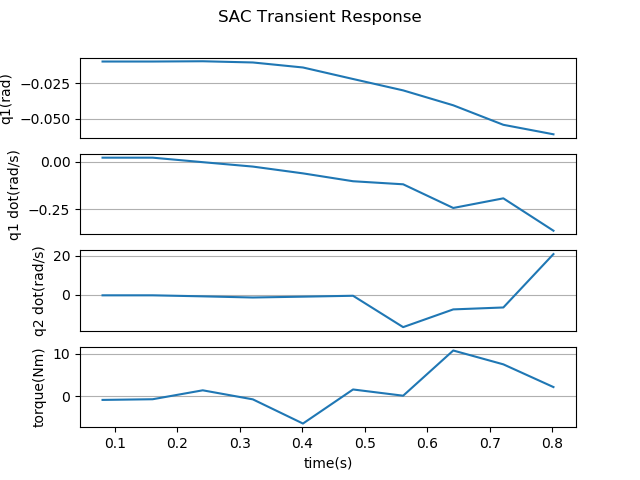 SAC Transient Response
q1(rad)
−0.025
−0.050
q1 dot(rad/s)
0.00
−0.25
q2 dot(rad/s)
20
0
torque(Nm)
10
0
0.1 0.2 0.3 0.4 0.5 0.6 0.7 0.8
time(s)